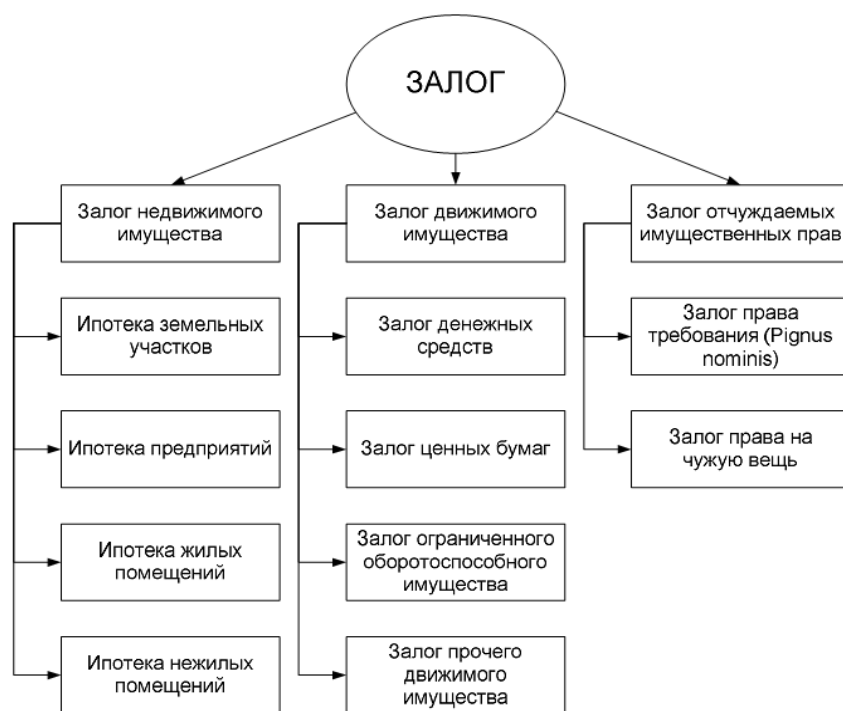 ЗАЛОГ
Залог недвижимого
имущества
Ипотека земельных
участков
Ипотека предприятий
Ипотека жилых
помещений
Ипотека нежилых
помещений
Залог движимого
имущества
Залог денежных
средств
Залог ценных бумаг
Залог ограниченного
оборотоспособного
имущества
Залог прочего
движимого
имущества
Залог отчуждаемых
имущественных прав
Залог права
требования (Pignus
nominis)
Залог права на
чужую вещь